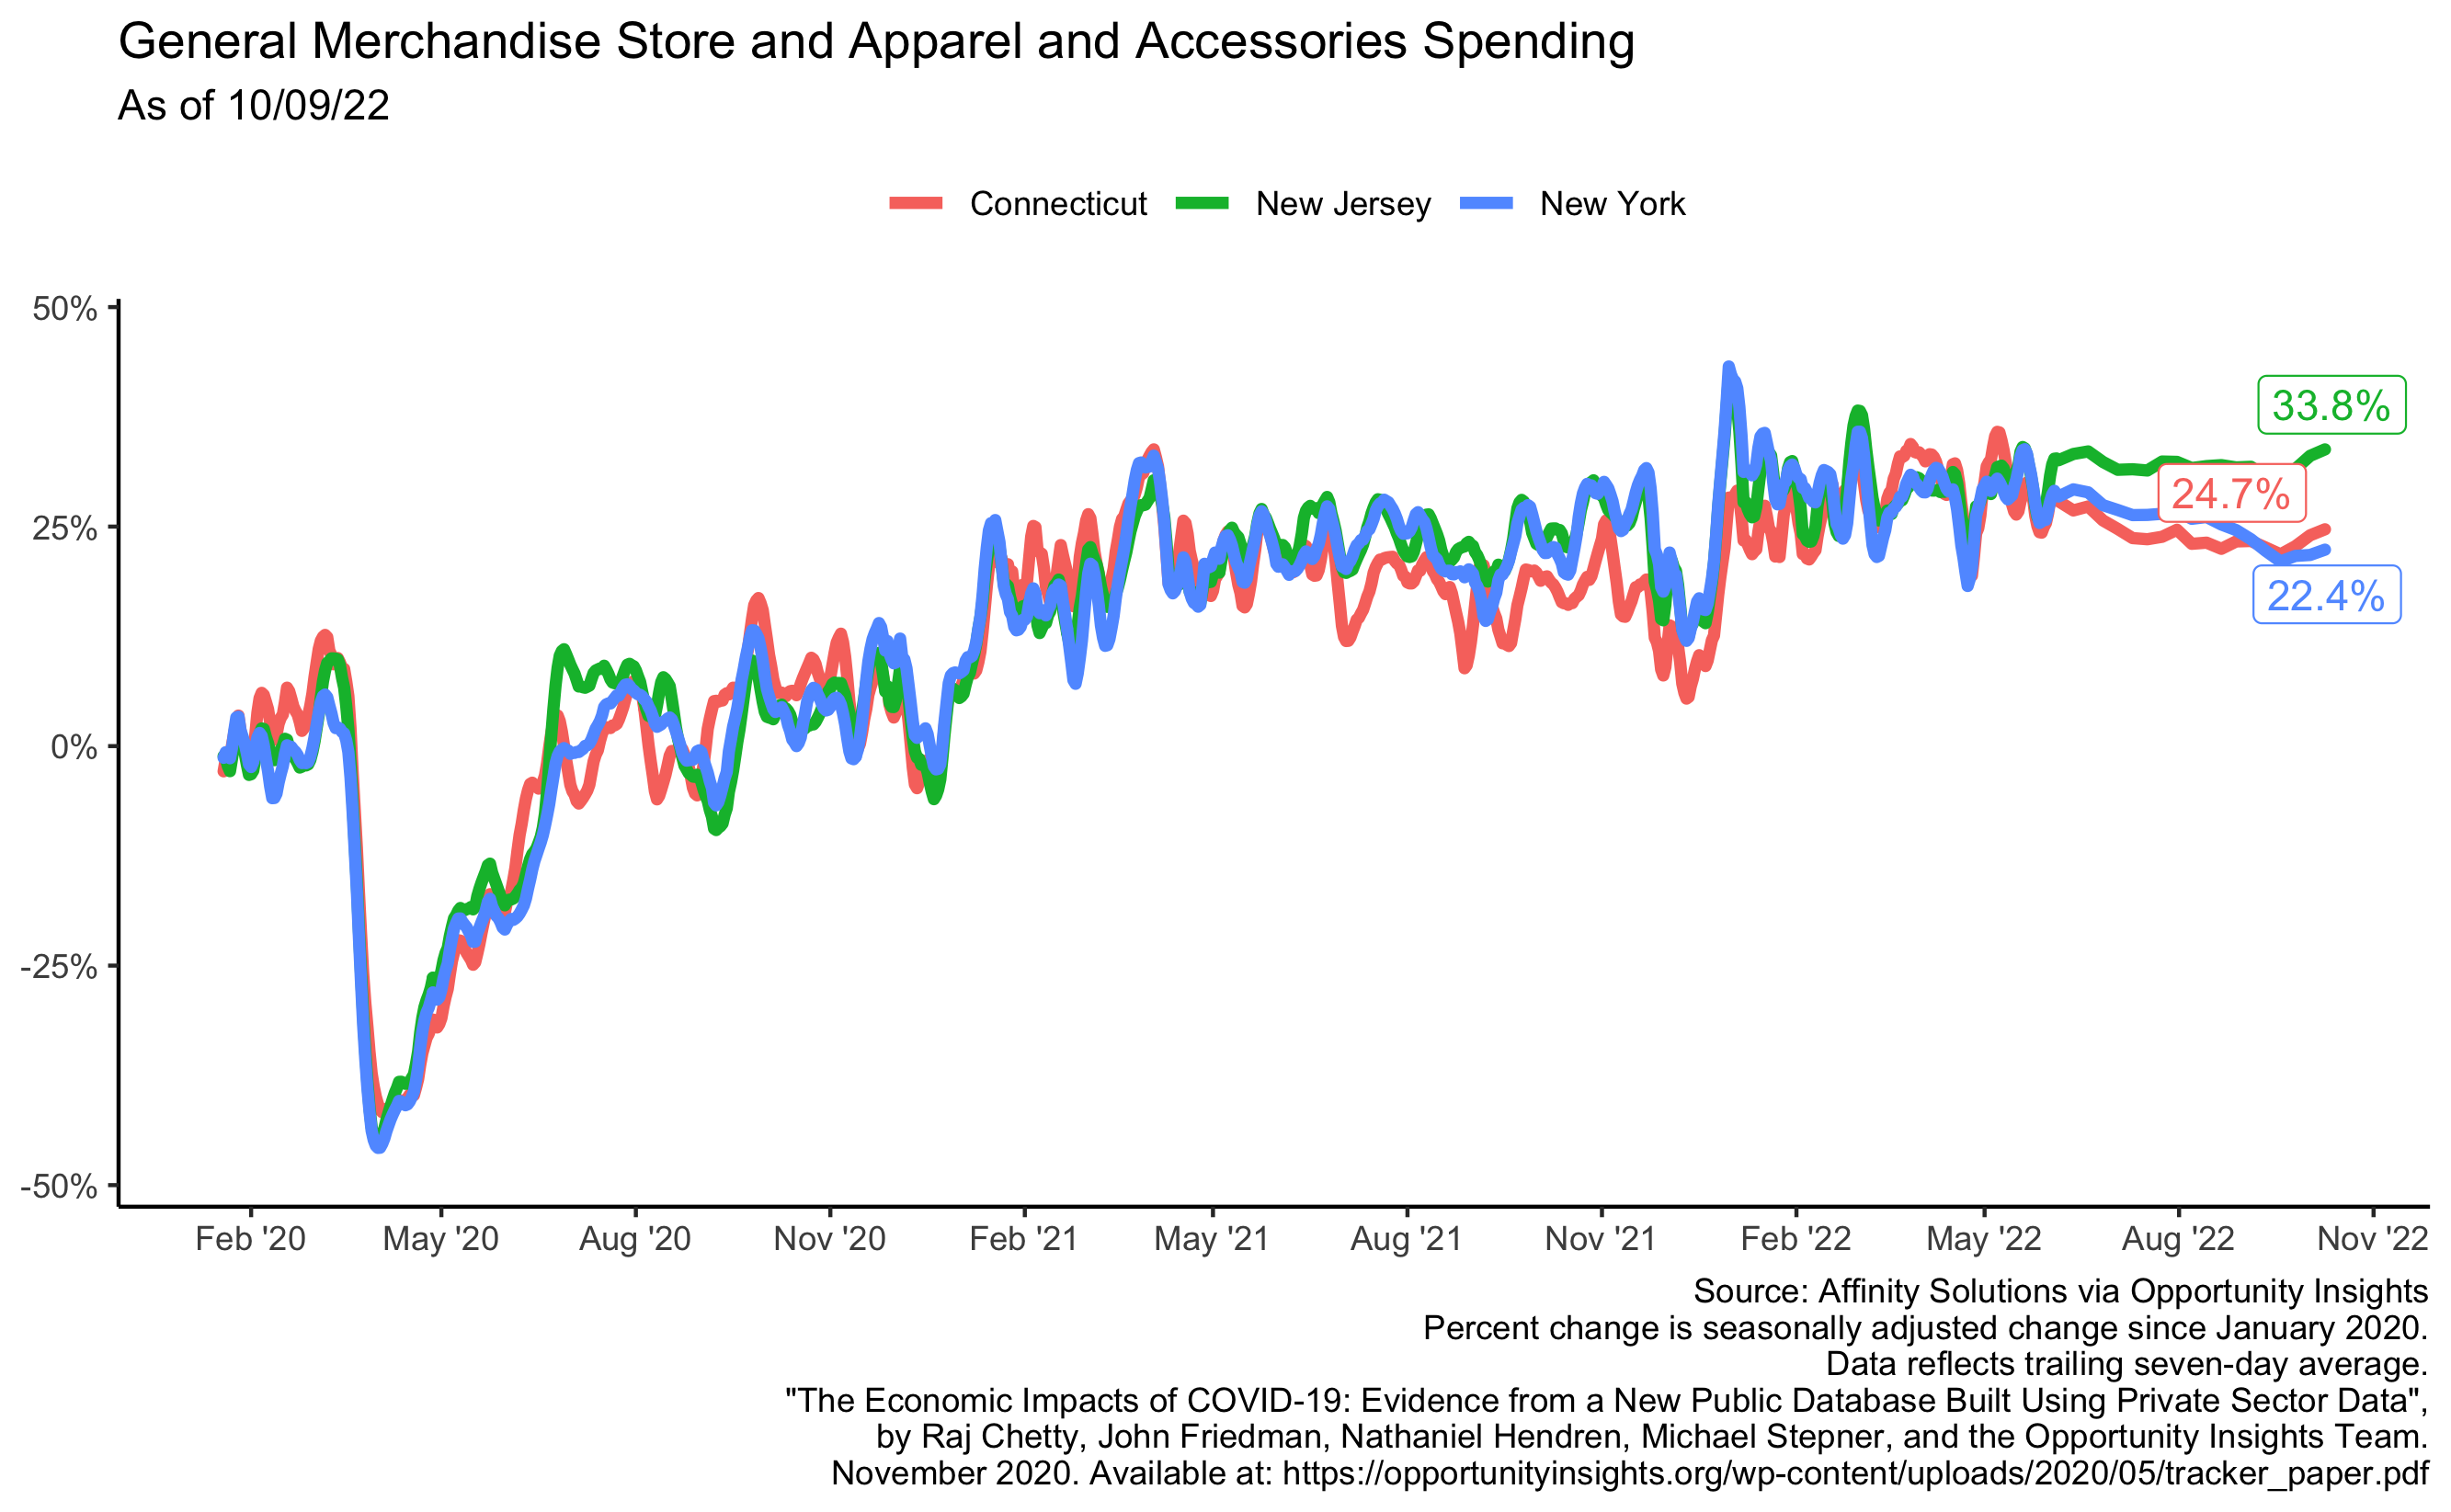 General Merchandise Store and Apparel and Accessories Spending
As of 10/09/22
Connecticut New Jersey New York
50%
25%
0%
-25%
-50%
33.8%
24.7%
22.4%
Feb '20 May '20 Aug '20 Nov '20 Feb '21 May '21 Aug '21 Nov '21 Feb '22 May '22 Aug '22 Nov '22
Source: Affinity Solutions via Opportunity Insights
Percent change is seasonally adjusted change since January 2020.
Data reflects trailing seven-day average.
"The Economic Impacts of COVID-19: Evidence from a New Public Database Built Using Private Sector Data",
by Raj Chetty, John Friedman, Nathaniel Hendren, Michael Stepner, and the Opportunity Insights Team.
November 2020. Available at: https://opportunityinsights.org/wp-content/uploads/2020/05/tracker_paper.pdf